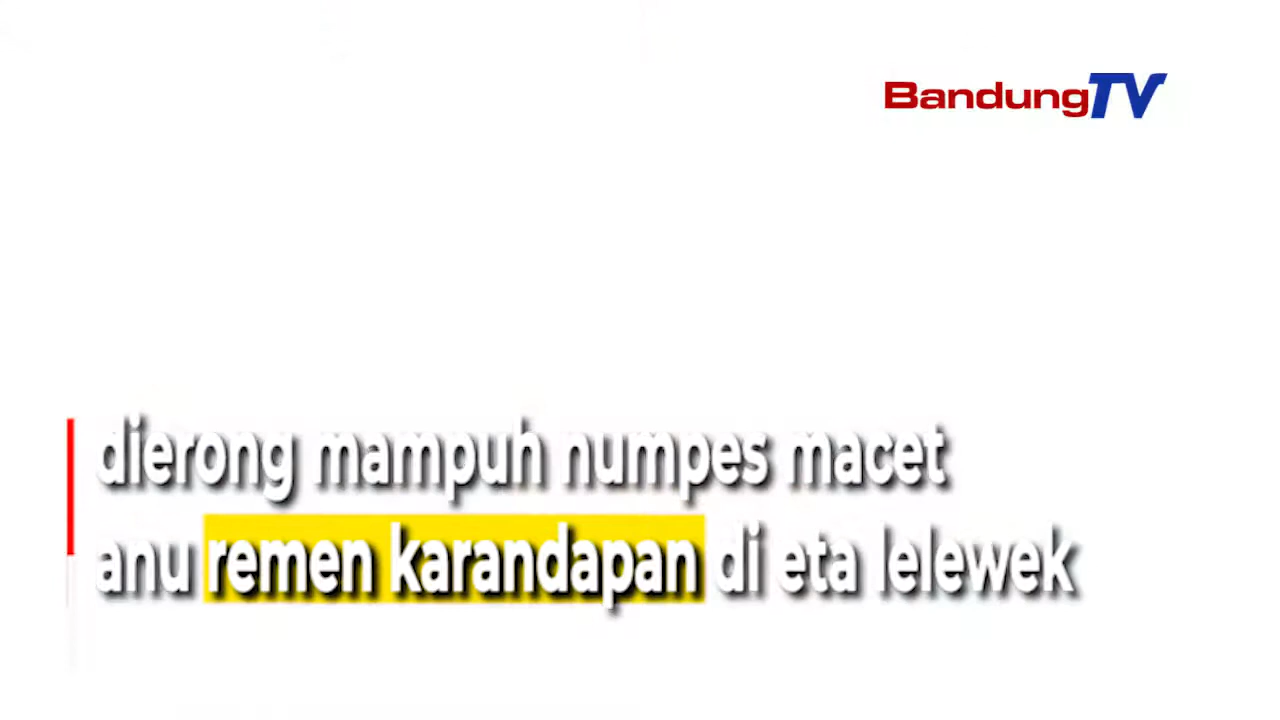 BandungTV
dierong mampuh numpes macet
anu remen karandapan di eta lelewek